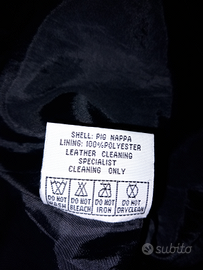 SHELL: PIG NAPPA
LINING: 100%POLYESTER
LEATHER CLEANING
SPECIALIST
CLEANING ONLY
DO NOT WASH
DO NOT BLEACH
DO NOT IRON
DO NOT DRYCLEAN
subito